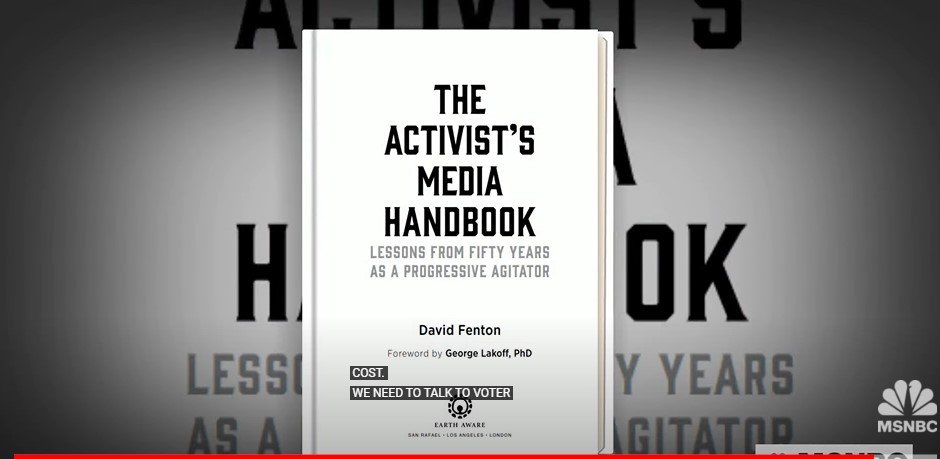 ACTIVIST'S
THE
ACTIVIST'S
MEDIA
HANDBOOK
LESSONS FROM FIFTY YEARS
AS A PROGRESSIVE AGITATOR
David Fenton
Foreword by George Lakoff, PhD
COST.
WE NEED TO TALK TO VOTER
EARTH AWARE
SAN RAFAEL • LOS ANGELES • LONDON
MSNBC